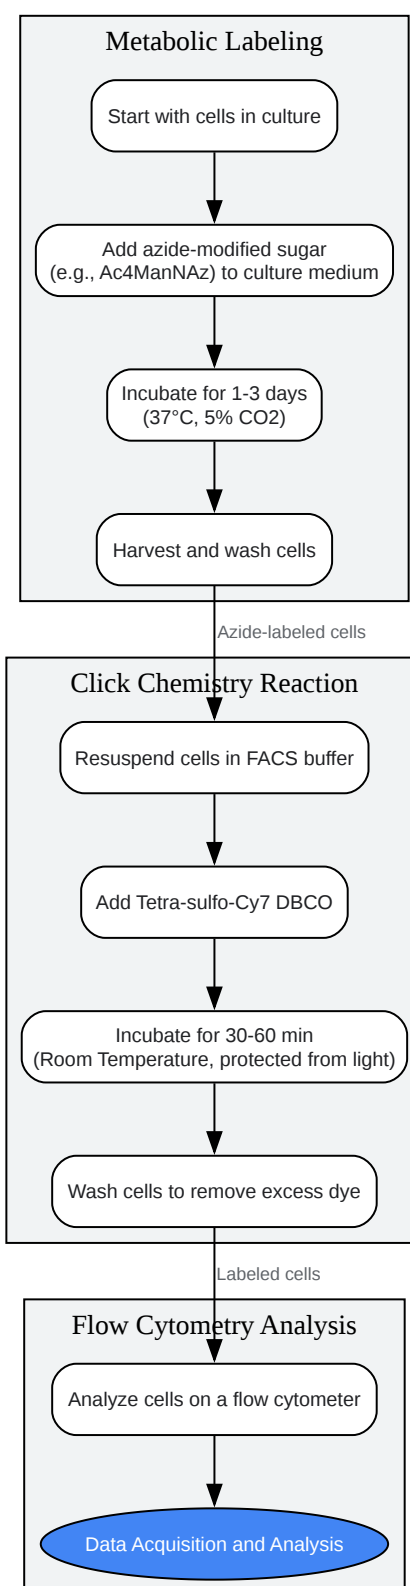 Metabolic Labeling
Start with cells in culture
Add azide-modified sugar
(e.g., Ac4ManNAz) to culture medium
Incubate for 1-3 days
(37°C, 5% CO2)
Harvest and wash cells
Azide-labeled cells
Click Chemistry Reaction
Resuspend cells in FACS buffer
Add Tetra-sulfo-Cy7 DBCO
Incubate for 30-60 min
(Room Temperature, protected from light)
Wash cells to remove excess dye
Labeled cells
Flow Cytometry Analysis
Analyze cells on a flow cytometer
Data Acquisition and Analysis